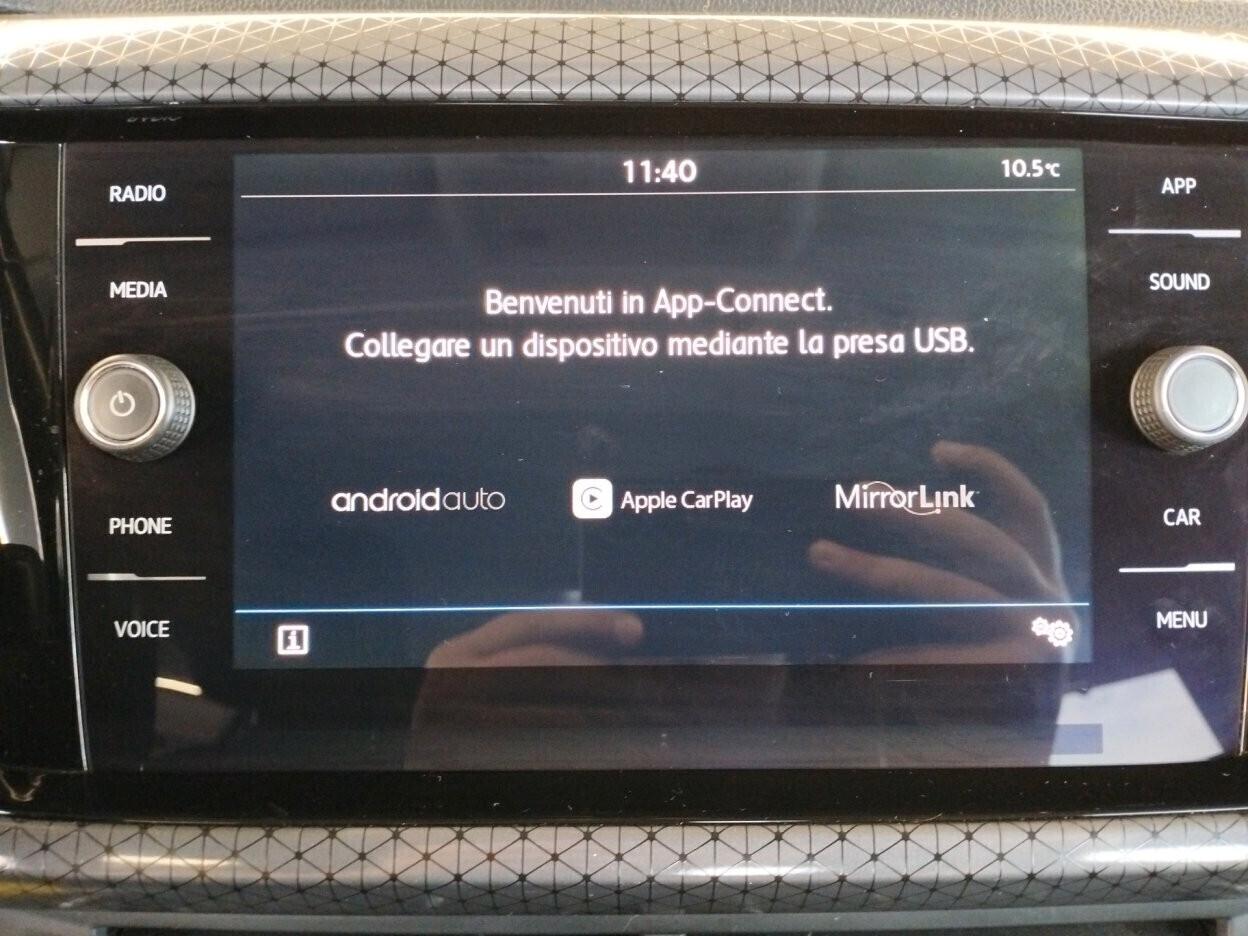 RADIO
MEDIA
PHONE
VOICE
11:40
10.5°C
Benvenuti in App-Connect.
Collegare un dispositivo mediante la presa USB.
androidauto
Apple CarPlay
MirrorLink
i
APP
SOUND
CAR
MENU